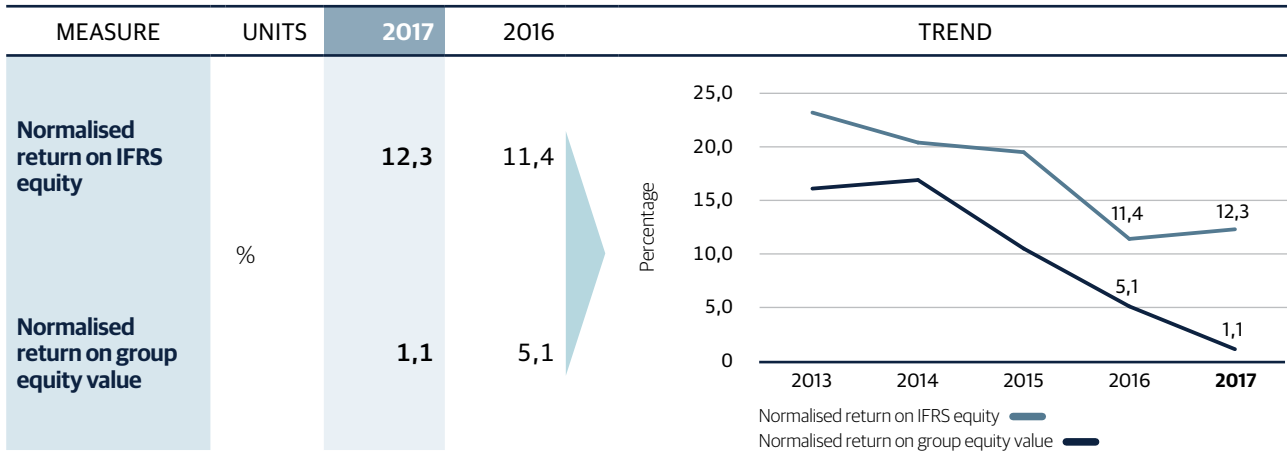 MEASURE UNITS 2017 2016 TREND
Normalised
return on IFRS
equity
12,3 11,4
%
Normalised
return on group
equity value
1,1 5,1
Percentage
25,0
20,0
15,0
10,0
5,0
0
11,4
12,3
5,1
1,1
2013 2014 2015 2016 2017
Normalised return on IFRS equity
Normalised return on group equity value